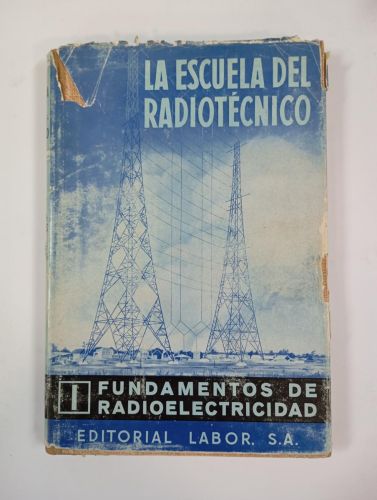 LA ESCUELA DEL
RADIOTÉCNICO
I FUNDAMENTOS DE
RADIOELECTRICIDAD
EDITORIAL LABOR, S.A.